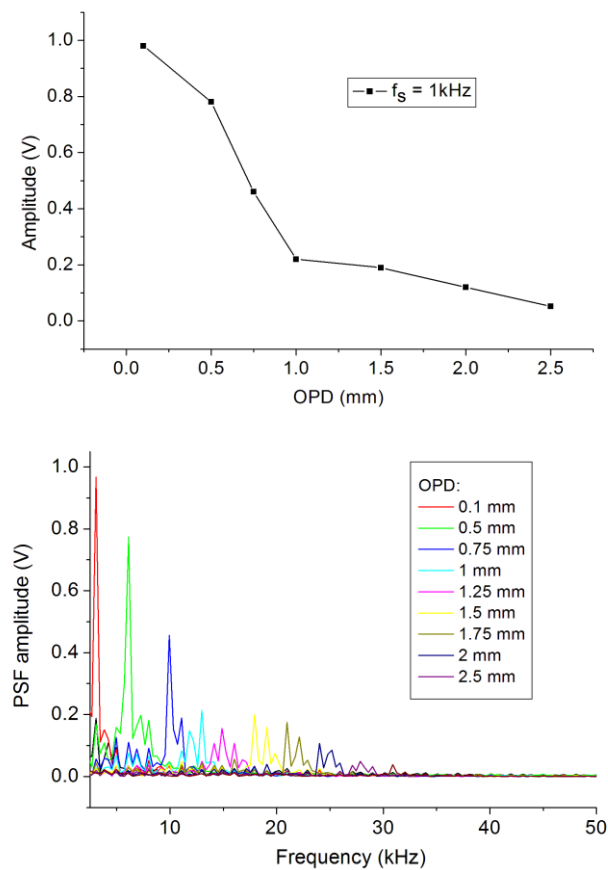 1.0
0.8
0.6
0.4
0.2
0.0
Amplitude (V)
fs = 1kHz
0.0 0.5 1.0 1.5 2.0 2.5
OPD (mm)
1.0
0.8
0.6
0.4
0.2
0.0
PSF amplitude (V)
OPD:
0.1 mm
0.5 mm
0.75 mm
1 mm
1.25 mm
1.5 mm
1.75 mm
2 mm
2.5 mm
10 20 30 40 50
Frequency (kHz)